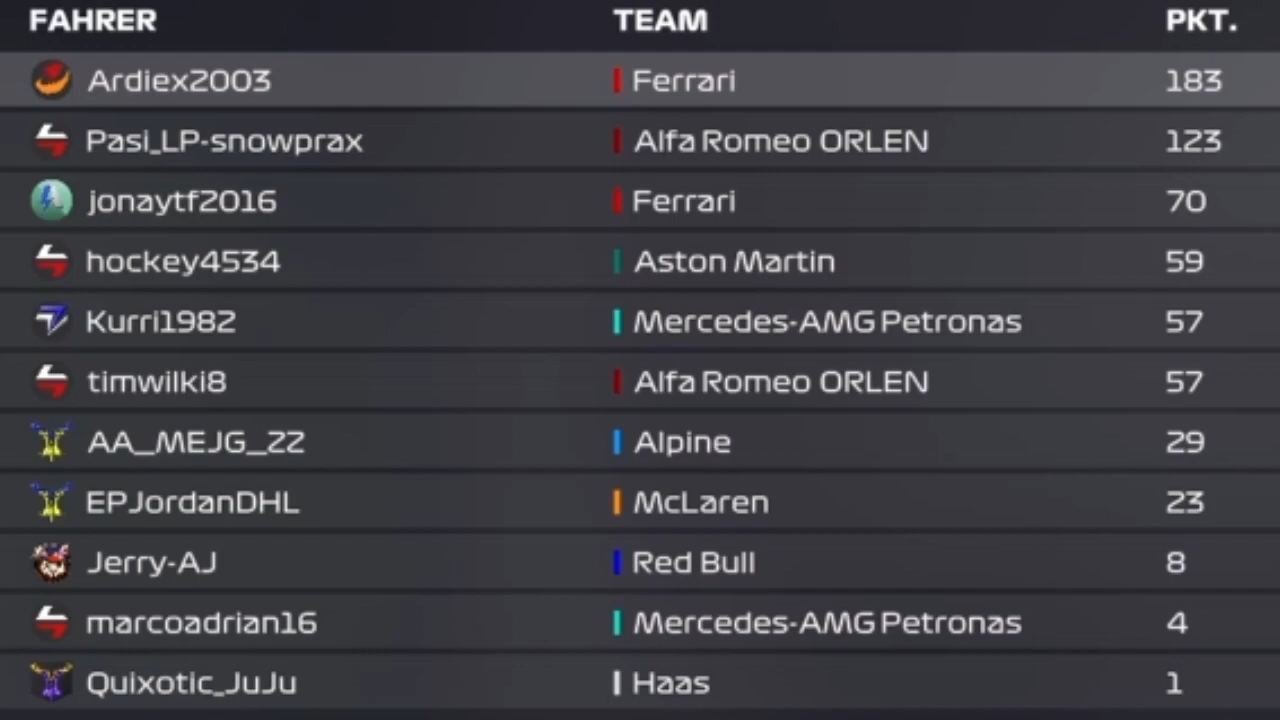 FAHRER TEAM PKT.
Ardiex2003 Ferrari 183
Pasi_LP-snowprax Alfa Romeo ORLEN 123
jonaytf2016 Ferrari 70
hockey4534 Aston Martin 59
Kurri1982 Mercedes-AMG Petronas 57
timwilki8 Alfa Romeo ORLEN 57
AA_MEJG_ZZ Alpine 29
EPJordanDHL McLaren 23
Jerry-AJ Red Bull 8
marcoadrian16 Mercedes-AMG Petronas 4
Quixotic_JuJu Haas 1